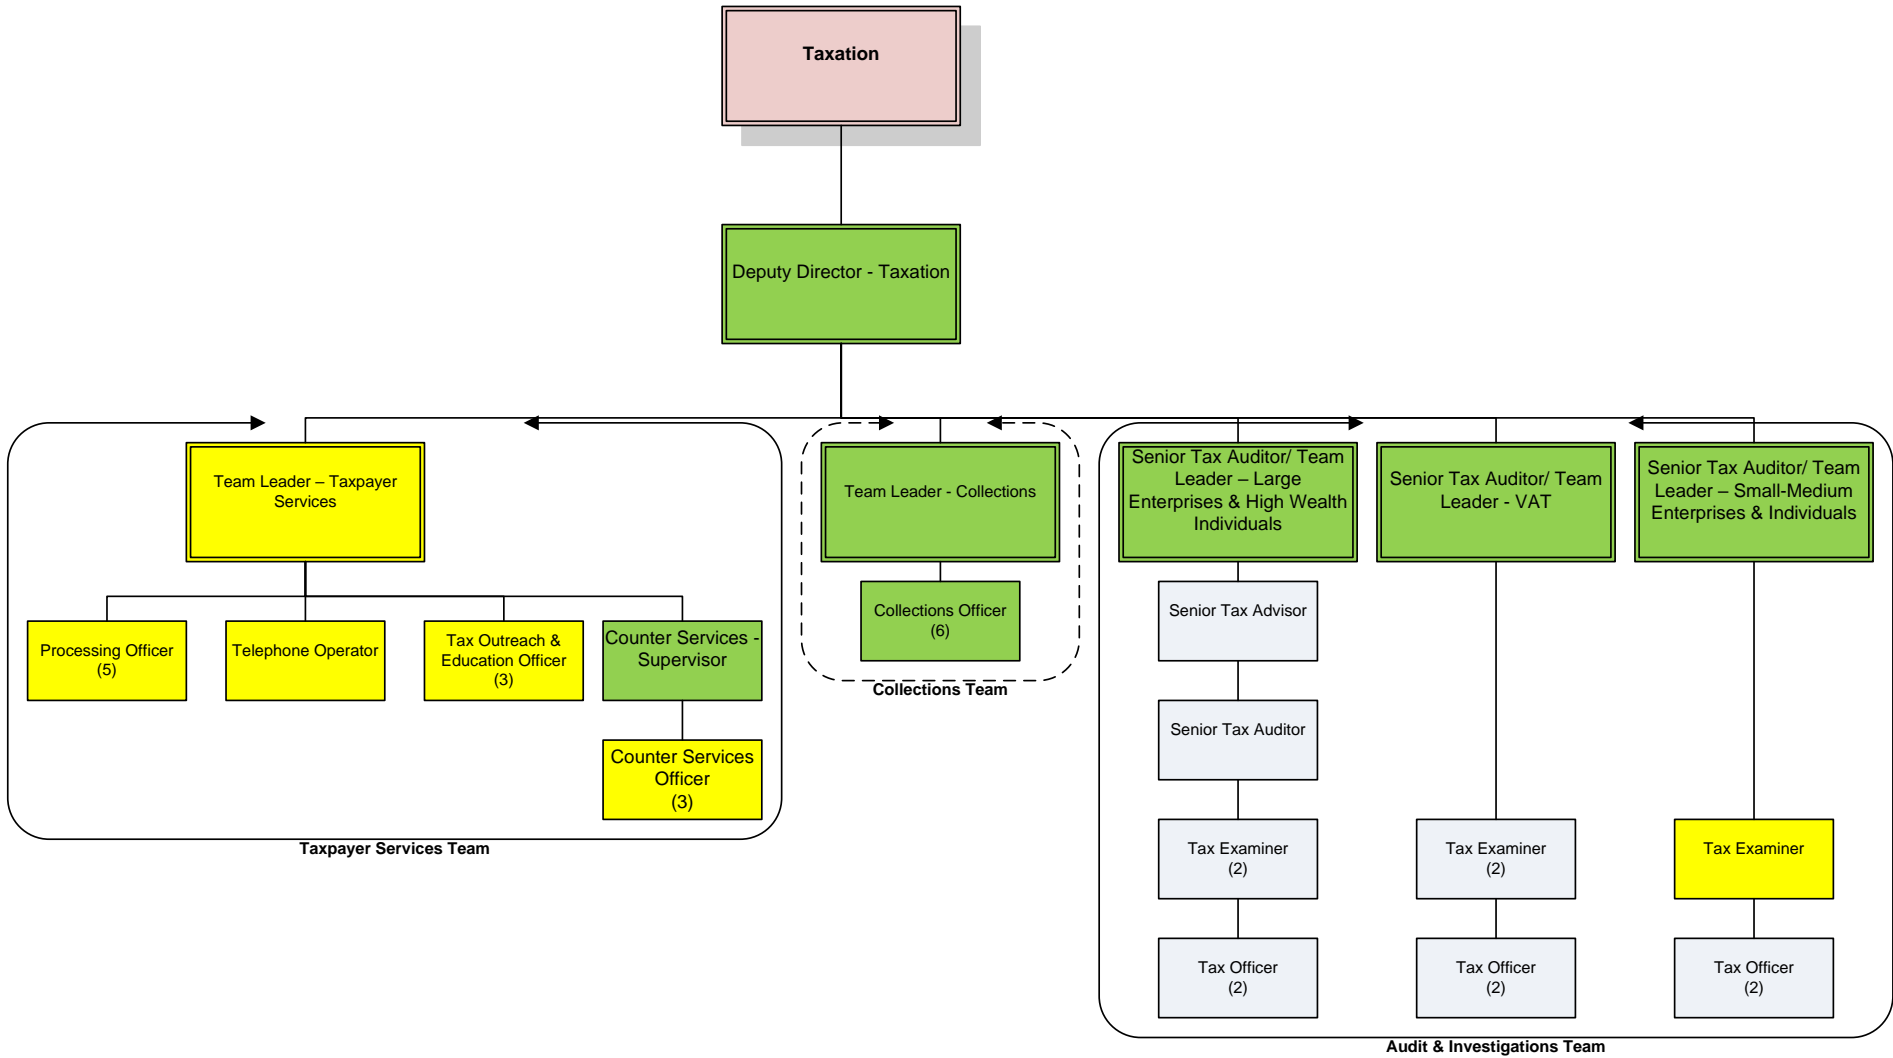 Taxation
Deputy Director - Taxation
Team Leader – Taxpayer
Services
Team Leader - Collections
Senior Tax Auditor/ Team
Leader – Large
Enterprises & High Wealth
Individuals
Senior Tax Auditor/ Team
Leader - VAT
Senior Tax Auditor/ Team
Leader – Small-Medium
Enterprises & Individuals
Processing Officer
(5)
Telephone Operator
Tax Outreach &
Education Officer
(3)
Counter Services -
Supervisor
Counter Services
Officer
(3)
Taxpayer Services Team
Collections Officer
(6)
Collections Team
Senior Tax Advisor
Senior Tax Auditor
Tax Examiner
(2)
Tax Officer
(2)
Tax Examiner
(2)
Tax Officer
(2)
Tax Examiner
Tax Officer
(2)
Audit & Investigations Team